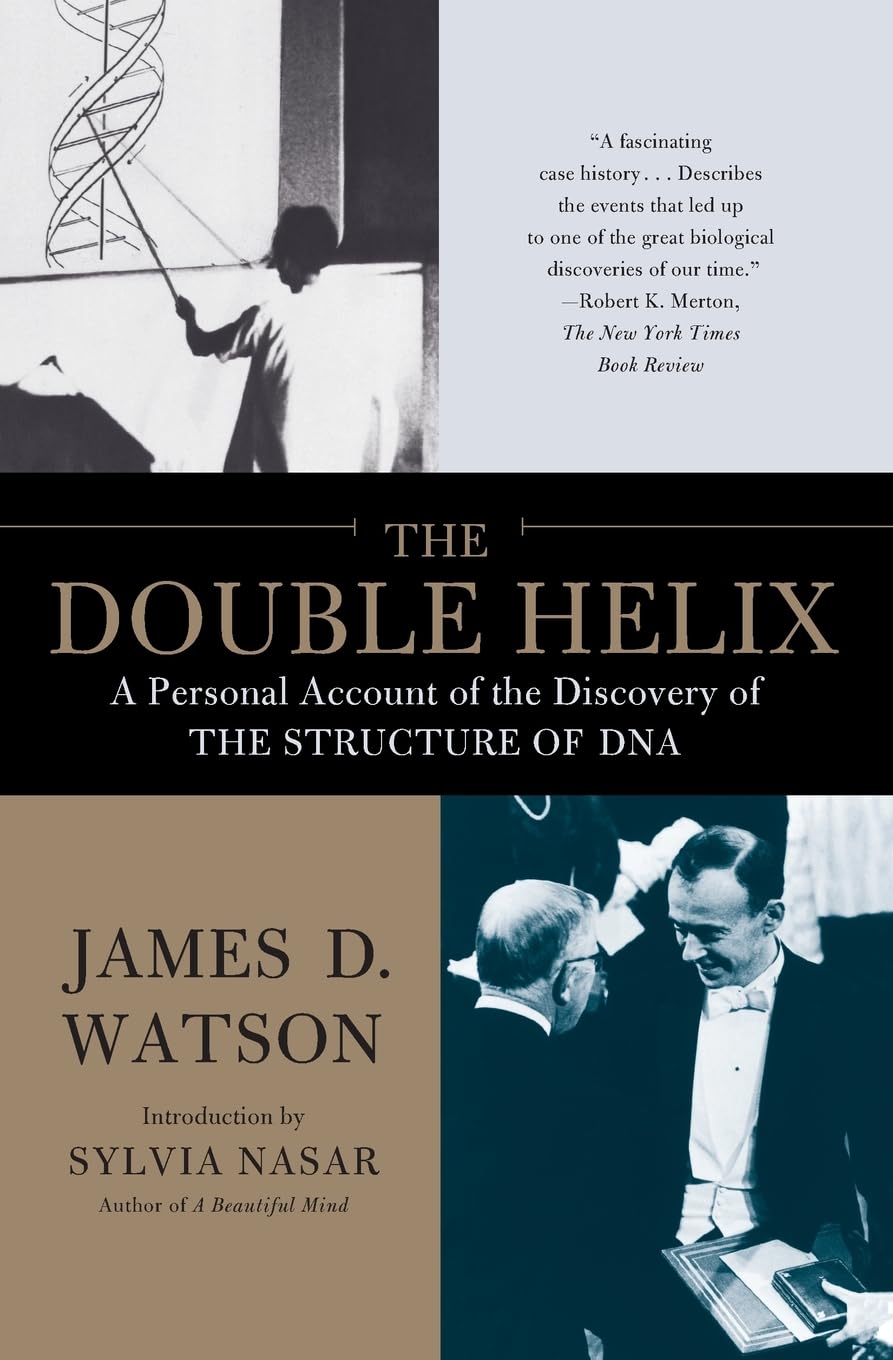 “A fascinating
case history . . . Describes
the events that led up
to one of the great biological
discoveries of our time.”
—Robert K. Merton,
The New York Times
Book Review
THE
DOUBLE HELIX
A Personal Account of the Discovery of
THE STRUCTURE OF DNA
JAMES D.
WATSON
Introduction by
SYLVIA NASAR
Author of A Beautiful Mind